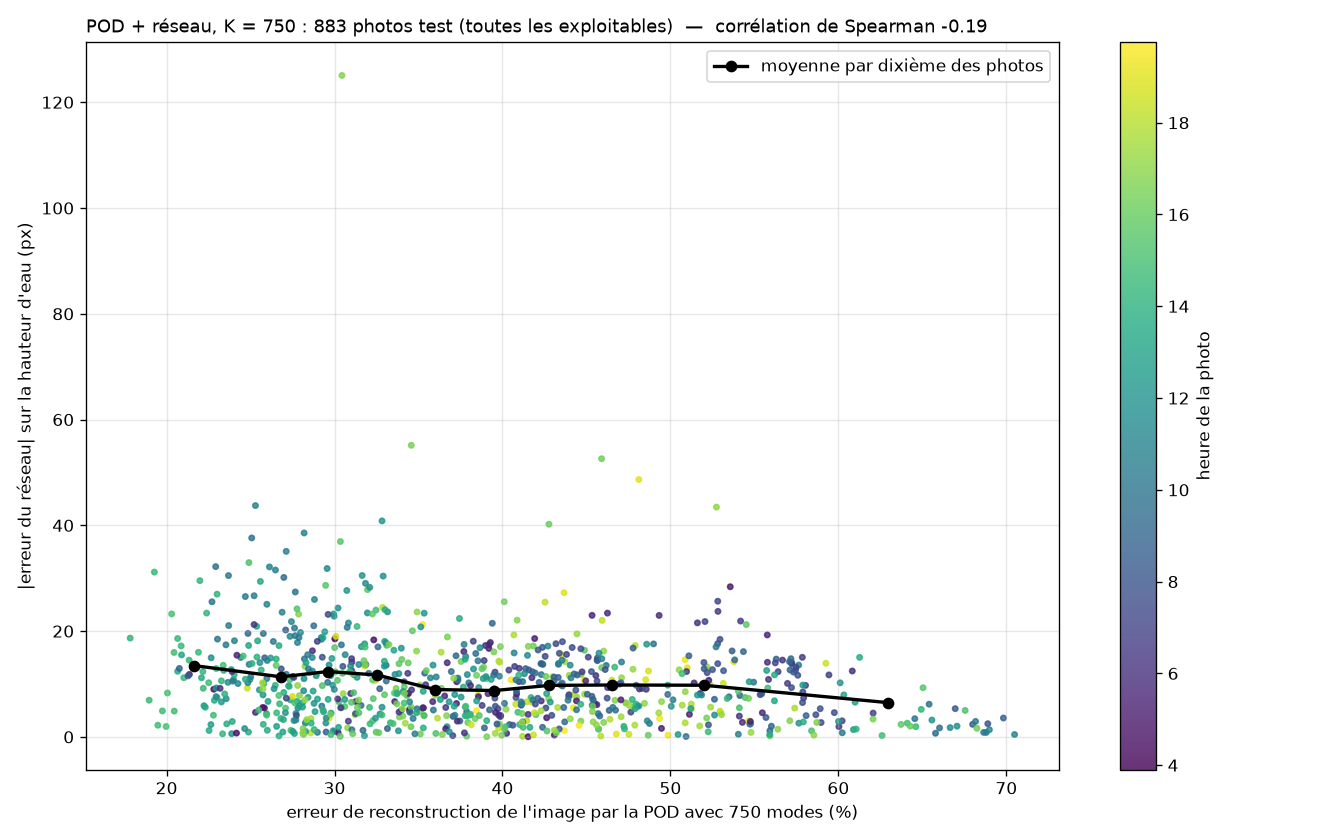 POD + réseau, K = 750 : 883 photos test (toutes les exploitables)  —  corrélation de Spearman -0.19
moyenne par dixième des photos
120
100
80
60
40
20
0
|erreur du réseau| sur la hauteur d'eau (px)
20 30 40 50 60 70
erreur de reconstruction de l'image par la POD avec 750 modes (%)
18
16
14
12
10
8
6
4
heure de la photo